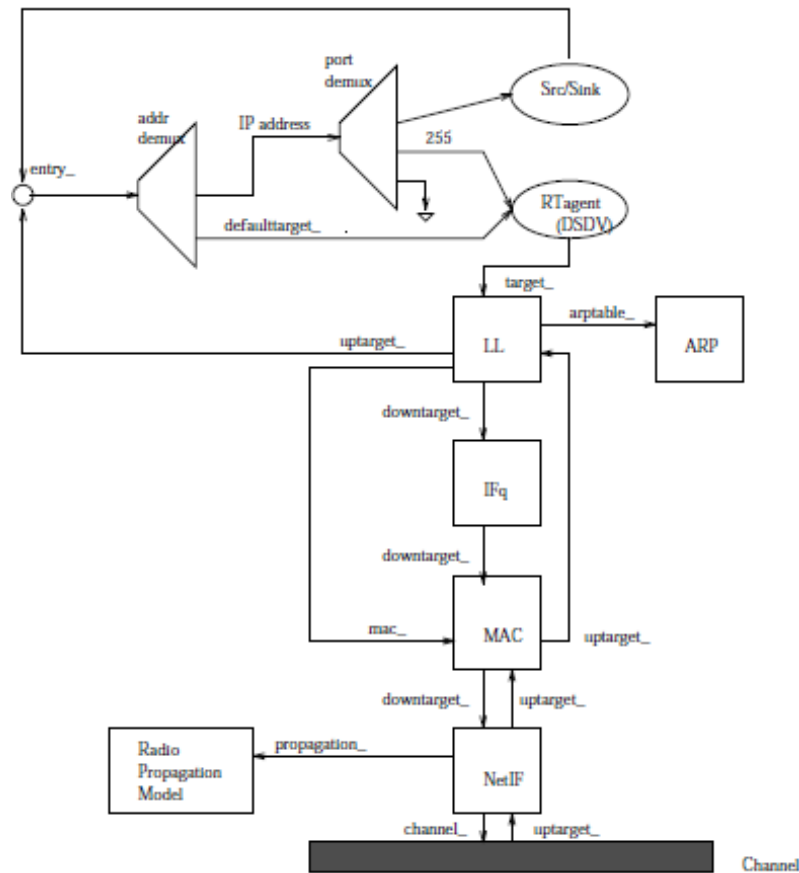 port
demux
Src/Sink
addr
demux
IP address
255
entry_
RTagent
(DSDV)
defaulttarget_
target_
arptable_
uptarget_
LL
ARP
downtarget_
IFq
downtarget_
mac_
MAC
uptarget_
downtarget_
uptarget_
Radio
Propagation
Model
propagation_
NetIF
channel_
uptarget_
Channel